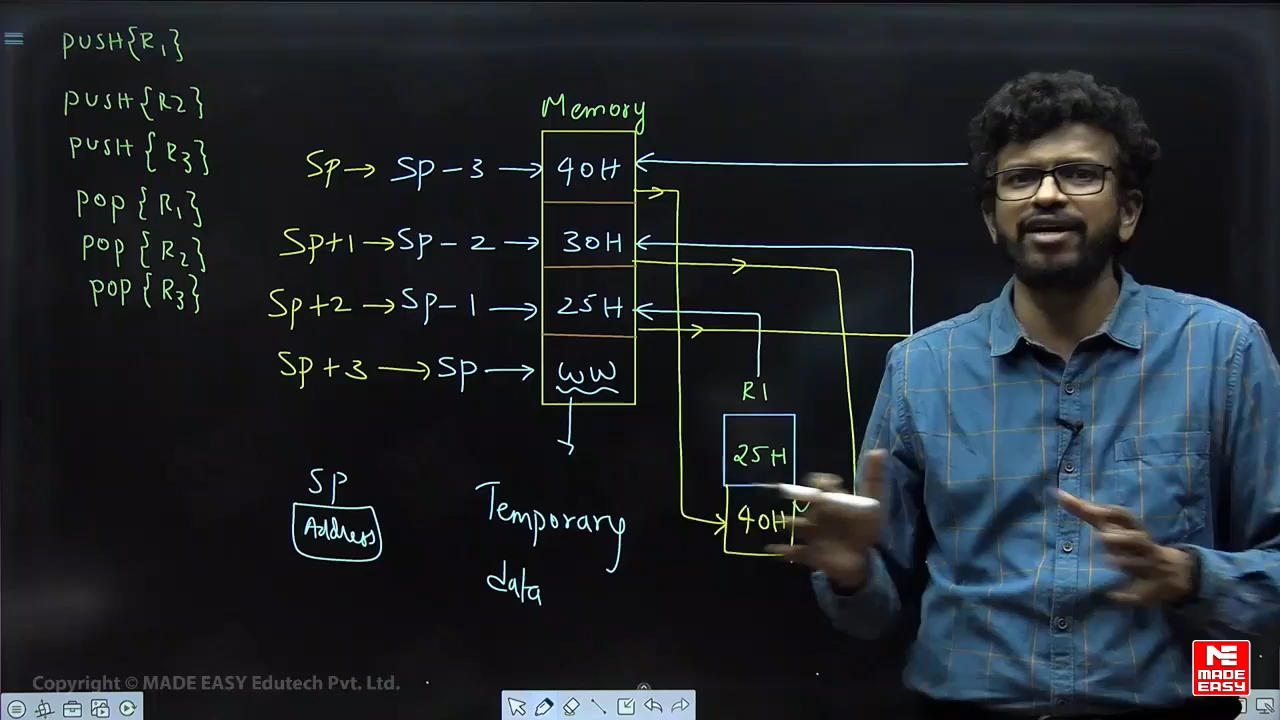 PUSH{R1}
PUSH{R2}
PUSH{R3}
POP{R1}
POP{R2}
POP{R3}
Memory
SP→ SP-3 → 40H
SP+1 →SP-2 → 30H
SP+2 →SP-1 → 25H
SP+3 → SP → WW
R1
25H
40H
SP
Address
Temporary
data
Copyright © MADE EASY Edutech Pvt. Ltd.
MADE
EASY